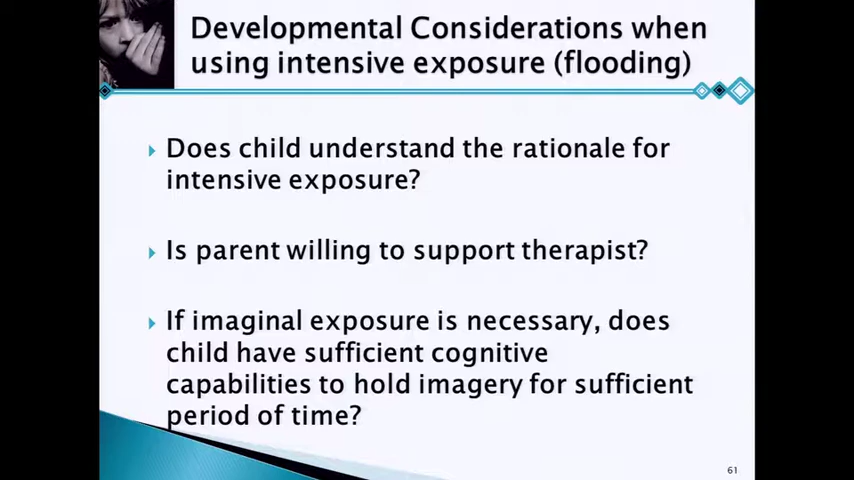 Developmental Considerations when
using intensive exposure (flooding)
Does child understand the rationale for
intensive exposure?
Is parent willing to support therapist?
If imaginal exposure is necessary, does
child have sufficient cognitive
capabilities to hold imagery for sufficient
period of time?
61